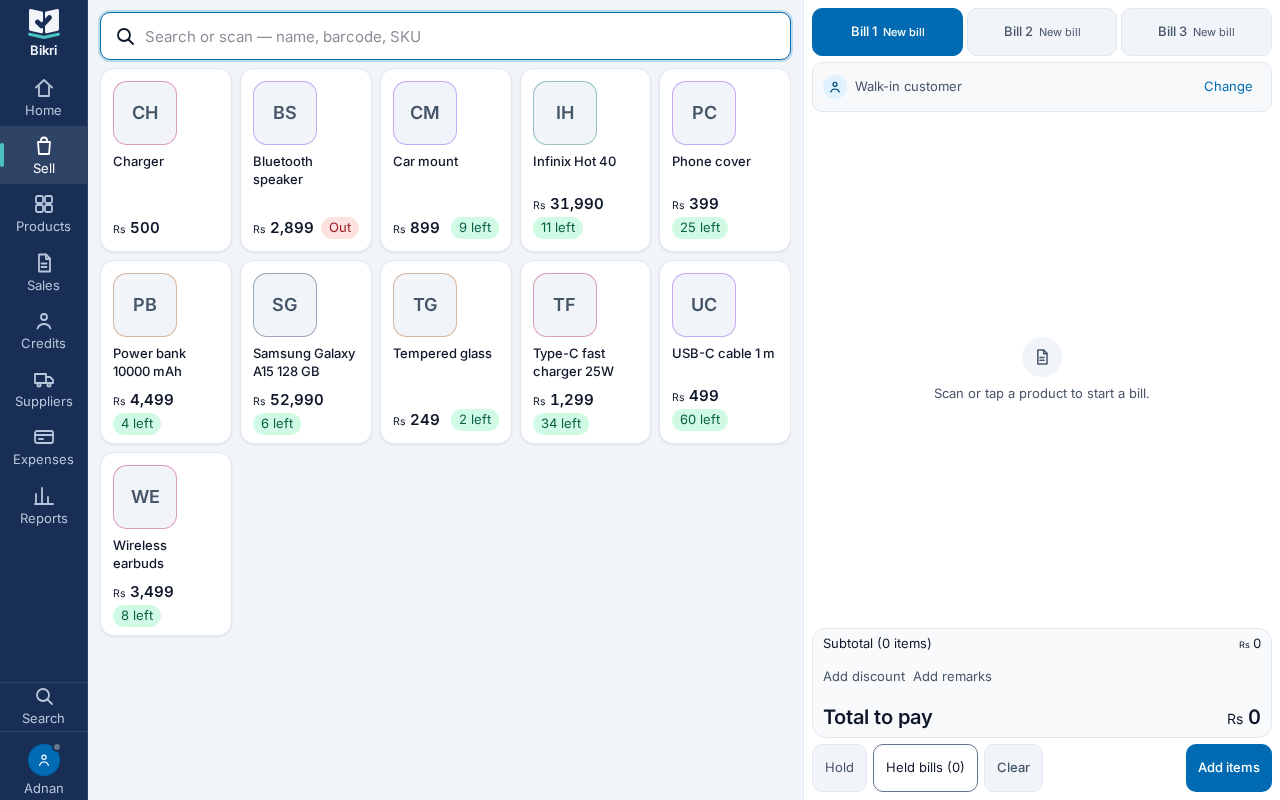 Bikri
Home
Sell
Products
Sales
Credits
Suppliers
Expenses
Reports
Search
Adnan
Search or scan — name, barcode, SKU
CH
Charger
Rs 500
BS
Bluetooth
speaker
Rs 2,899 Out
CM
Car mount
Rs 899 9 left
IH
Infinix Hot 40
Rs 31,990
11 left
PC
Phone cover
Rs 399
25 left
PB
Power bank
10000 mAh
Rs 4,499
4 left
SG
Samsung Galaxy
A15 128 GB
Rs 52,990
6 left
TG
Tempered glass
Rs 249 2 left
TF
Type-C fast
charger 25W
Rs 1,299
34 left
UC
USB-C cable 1 m
Rs 499
60 left
WE
Wireless
earbuds
Rs 3,499
8 left
Bill 1 New bill
Bill 2 New bill
Bill 3 New bill
Walk-in customer Change
Scan or tap a product to start a bill.
Subtotal (0 items) Rs 0
Add discount Add remarks
Total to pay Rs 0
Hold
Held bills (0)
Clear
Add items